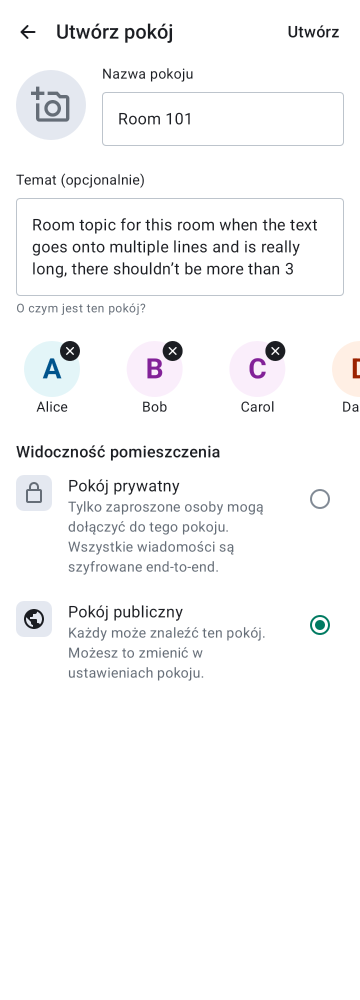 Utwórz pokój
Utwórz
Nazwa pokoju
Room 101
Temat (opcjonalnie)
Room topic for this room when the text
goes onto multiple lines and is really
long, there shouldn’t be more than 3
O czym jest ten pokój?
A
B
C
D
Alice
Bob
Carol
Da
Widoczność pomieszczenia
Pokój prywatny
Tylko zaproszone osoby mogą
dołączyć do tego pokoju.
Wszystkie wiadomości są
szyfrowane end-to-end.
Pokój publiczny
Każdy może znaleźć ten pokój.
Możesz to zmienić w
ustawieniach pokoju.